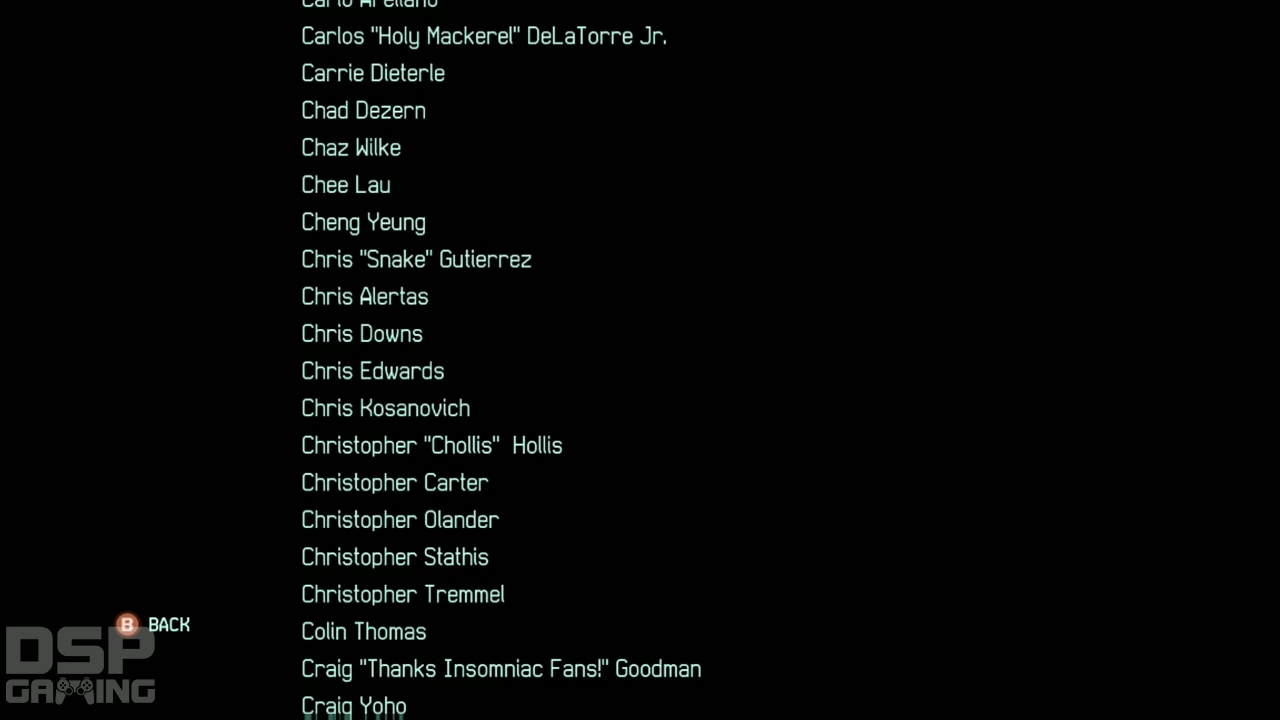 Carlo Arellano
Carlos "Holy Mackerel" DeLaTorre Jr.
Carrie Dieterle
Chad Dezern
Chaz Wilke
Chee Lau
Cheng Yeung
Chris "Snake" Gutierrez
Chris Alertas
Chris Downs
Chris Edwards
Chris Kosanovich
Christopher "Chollis"  Hollis
Christopher Carter
Christopher Olander
Christopher Stathis
Christopher Tremmel
B BACK
Colin Thomas
Craig "Thanks Insomniac Fans!" Goodman
Craig Yoho
DSP
GAMING